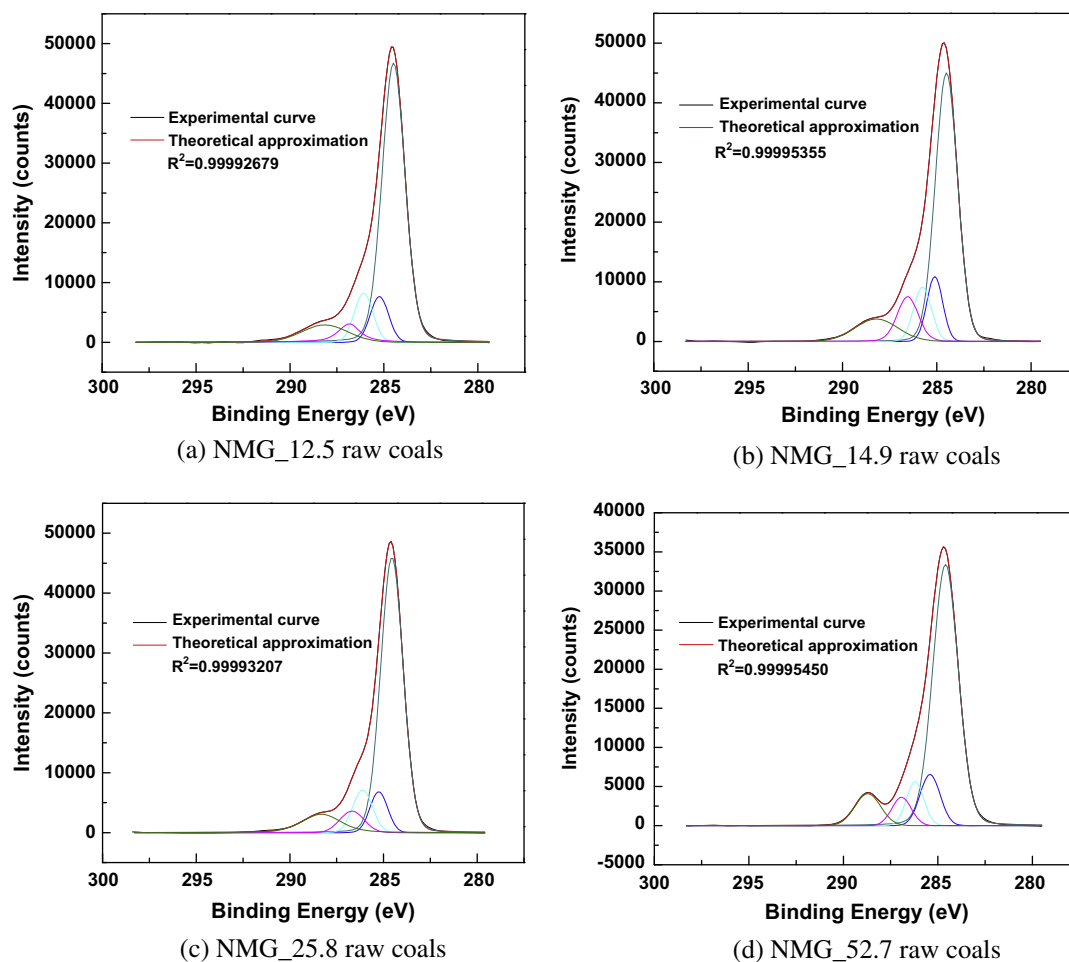 50000
40000
30000
20000
10000
0
Intensity (counts)
Experimental curve
Theoretical approximation
R²=0.99992679
300 295 290 285 280
Binding Energy (eV)
(a) NMG_12.5 raw coals
50000
40000
30000
20000
10000
0
Intensity (counts)
Experimental curve
Theoretical approximation
R²=0.99995355
300 295 290 285 280
Binding Energy (eV)
(b) NMG_14.9 raw coals
50000
40000
30000
20000
10000
0
Intensity (counts)
Experimental curve
Theoretical approximation
R²=0.99993207
300 295 290 285 280
Binding Energy (eV)
(c) NMG_25.8 raw coals
40000
35000
30000
25000
20000
15000
10000
5000
0
-5000
Intensity (counts)
Experimental curve
Theoretical approximation
R²=0.99995450
300 295 290 285 280
Binding Energy (eV)
(d) NMG_52.7 raw coals